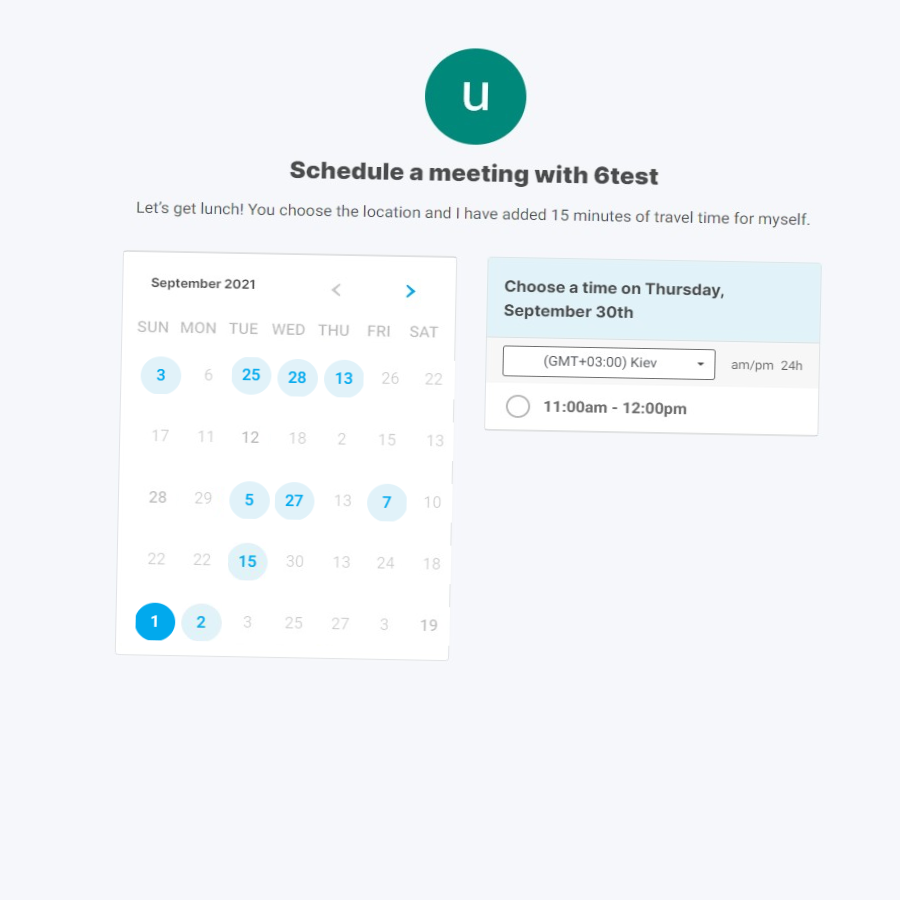 u
Schedule a meeting with 6test
Let's get lunch! You choose the location and I have added 15 minutes of travel time for myself.
September 2021
SUN MON TUE WED THU FRI SAT
3 6 25 28 13 26 22
17 11 12 18 2 15 13
28 29 5 27 13 7 10
22 22 15 30 13 24 18
1 2 3 25 27 3 19
Choose a time on Thursday,
September 30th
(GMT+03:00) Kiev am/pm 24h
11:00am - 12:00pm